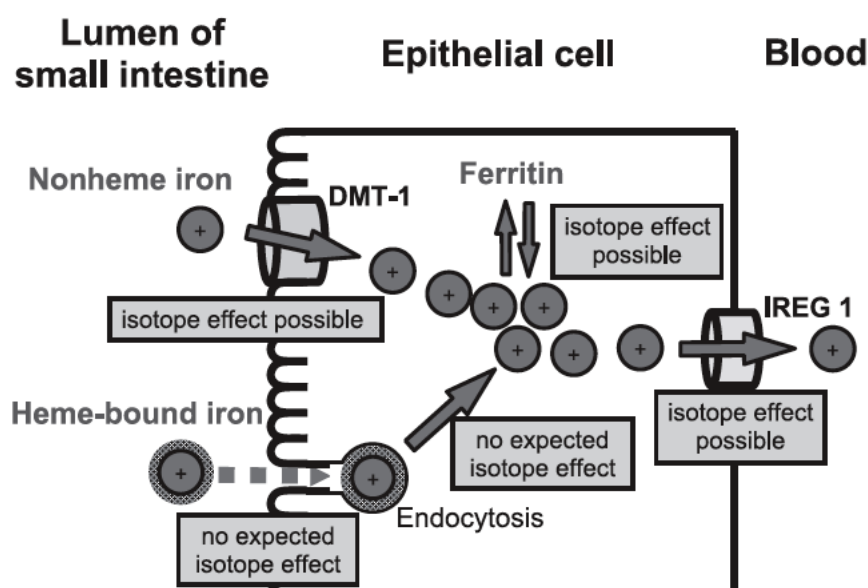 Lumen of
small intestine
Epithelial cell
Blood
Nonheme iron
DMT-1
Ferritin
isotope effect
possible
isotope effect possible
IREG 1
Heme-bound iron
isotope effect
possible
no expected
isotope effect
Endocytosis
no expected
isotope effect
+
+
+
+
+
+
+
+
+
+
+